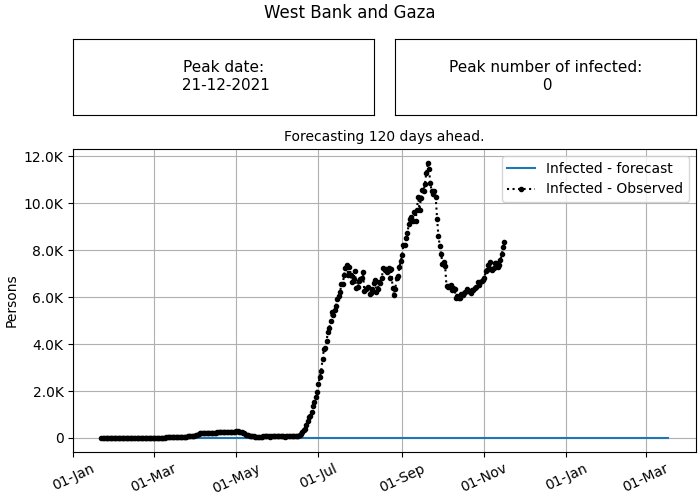 West Bank and Gaza
Peak date:
21-12-2021
Peak number of infected:
0
Forecasting 120 days ahead.
Infected - forecast
Infected - Observed
12.0K
10.0K
8.0K
6.0K
4.0K
2.0K
0
Persons
01-Jan 01-Mar 01-May 01-Jul 01-Sep 01-Nov 01-Jan 01-Mar